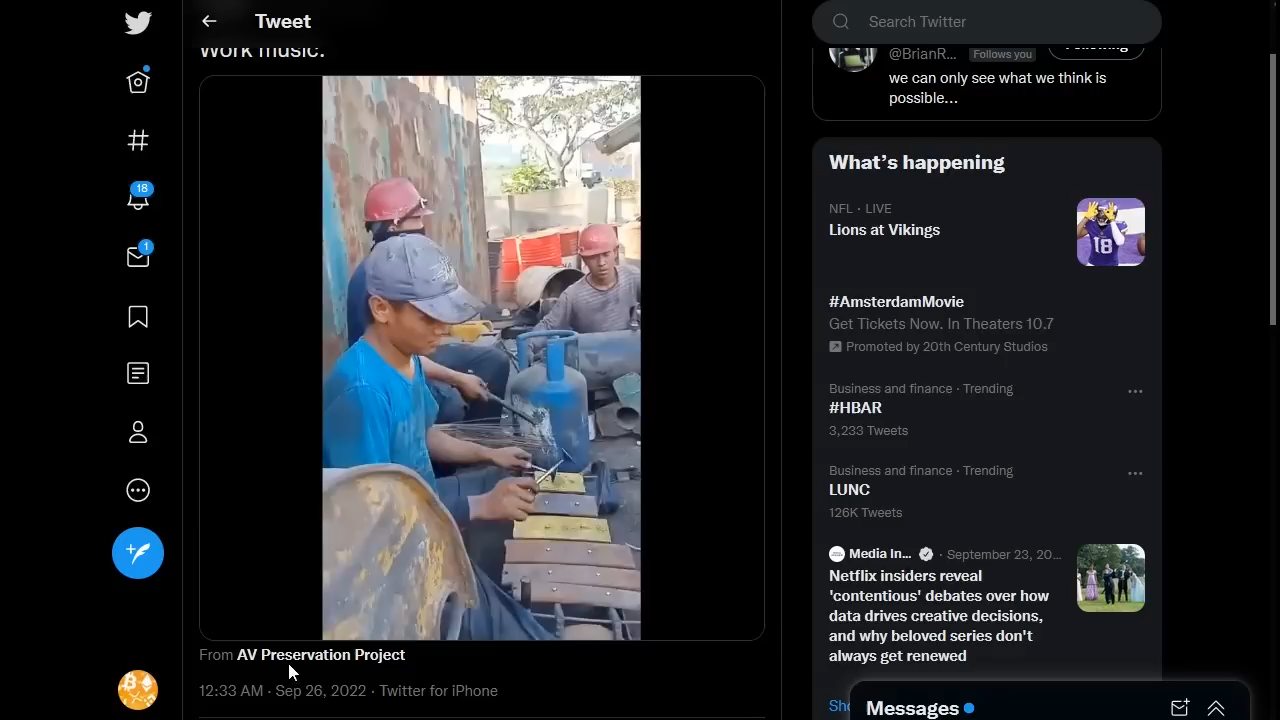 Tweet
Work music.
From AV Preservation Project
12:33 AM · Sep 26, 2022 · Twitter for iPhone
18
1
Search Twitter
@BrianR... Follows you Following
we can only see what we think is
possible...
What's happening
NFL · LIVE
Lions at Vikings
18
#AmsterdamMovie
Get Tickets Now. In Theaters 10.7
Promoted by 20th Century Studios
Business and finance · Trending
#HBAR
3,233 Tweets
Business and finance · Trending
LUNC
126K Tweets
Media In... · September 23, 20...
Netflix insiders reveal
'contentious' debates over how
data drives creative decisions,
and why beloved series don't
always get renewed
Sho
Messages